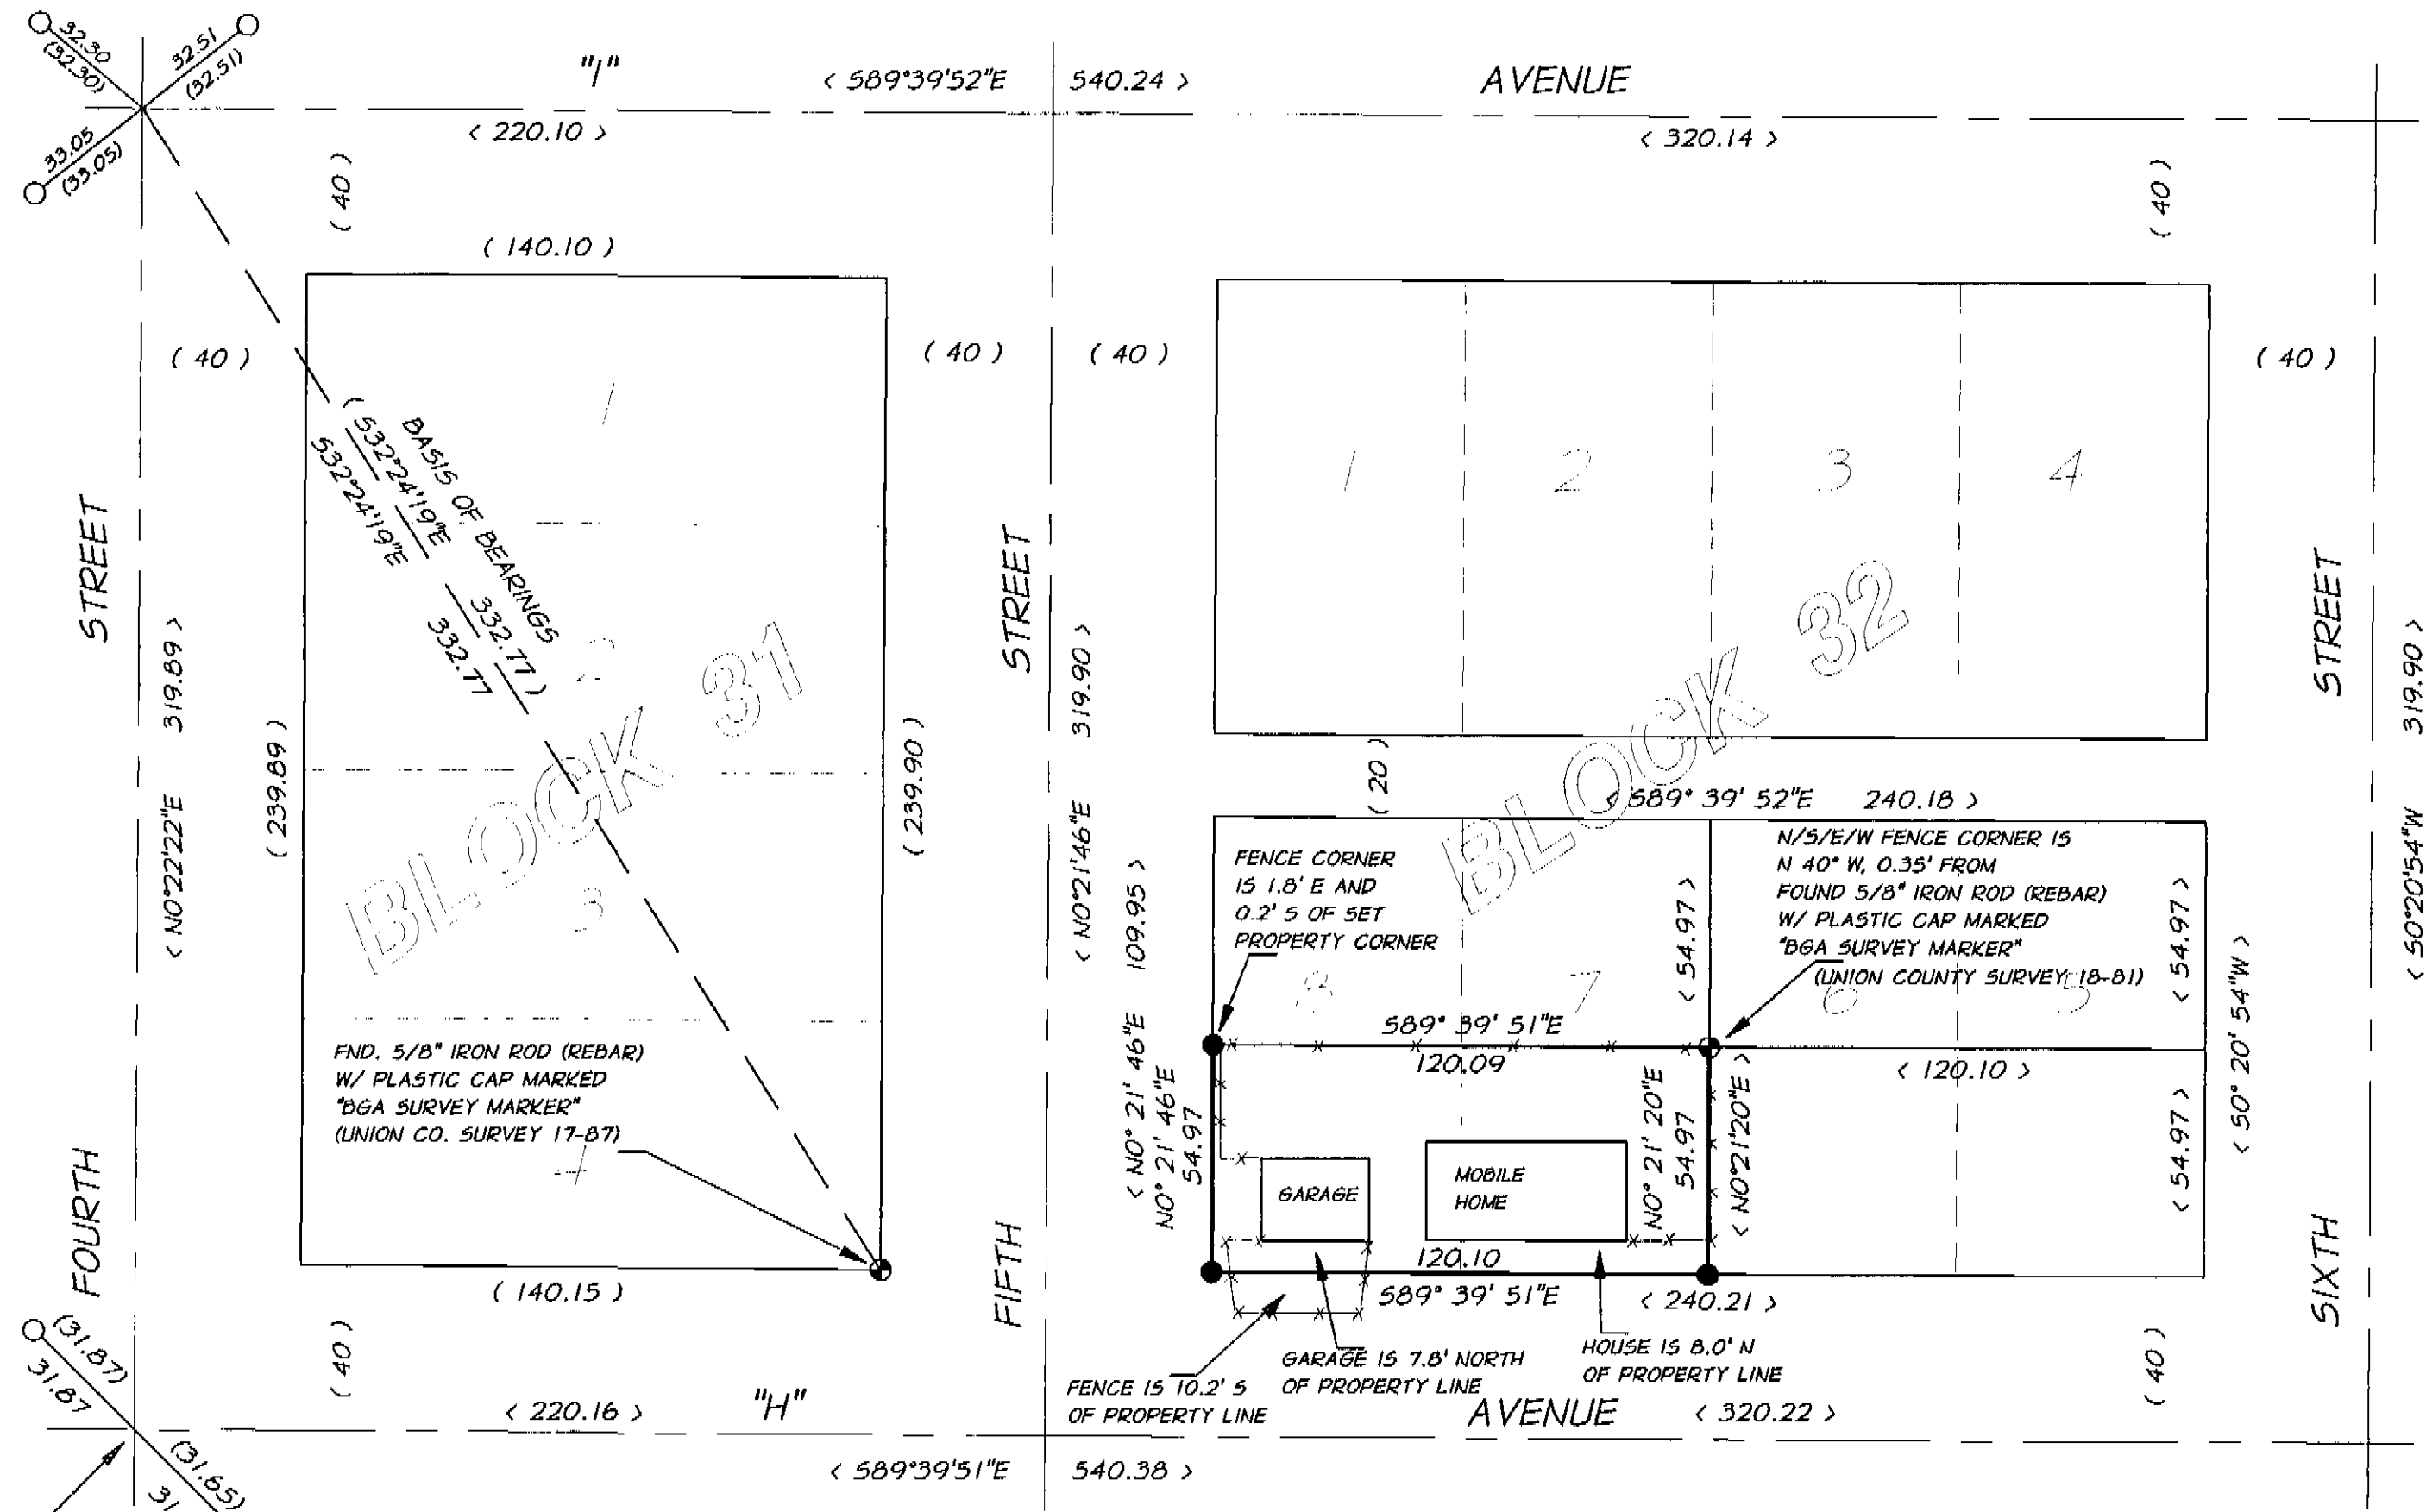 32.30
(32.30)
32.51
(32.51)
33.05
(33.05)
"I"
< S89°39'52"E 540.24 >
AVENUE
< 220.10 >
< 320.14 >
( 40 )
( 40 )
( 140.10 )
( 40 )
( 40 )
( 40 )
( 40 )
BASIS OF BEARINGS
( S32°24'19"E 332.77 )
S32°24'19"E 332.77
1
2
3
4
BLOCK 31
1
2
3
4
BLOCK 32
STREET
STREET
STREET
< N0°22'22"E 319.89 >
( 239.89 )
( 239.90 )
< N0°21'46"E 319.90 >
< S0°20'54"W 319.90 >
( 20 )
< S89° 39' 52"E 240.18 >
FENCE CORNER
IS 1.8' E AND
0.2' S OF SET
PROPERTY CORNER
N/S/E/W FENCE CORNER IS
N 40° W, 0.35' FROM
FOUND 5/8" IRON ROD (REBAR)
W/ PLASTIC CAP MARKED
"BGA SURVEY MARKER"
(UNION COUNTY SURVEY 18-81)
8
7
6
5
< 54.97 >
< 54.97 >
< N0° 21' 46"E 109.95 >
N0° 21' 46"E
54.97
S89° 39' 51"E
120.09
< 120.10 >
FND. 5/8" IRON ROD (REBAR)
W/ PLASTIC CAP MARKED
"BGA SURVEY MARKER"
(UNION CO. SURVEY 17-87)
GARAGE
MOBILE
HOME
N0° 21' 20"E
54.97
< N0°21'20"E >
< 54.97 >
< S0° 20' 54"W >
FOURTH
FIFTH
SIXTH
120.10
S89° 39' 51"E
< 240.21 >
( 140.15 )
( 40 )
( 40 )
(31.87)
31.87
(31.65)
31
FENCE IS 10.2' S
OF PROPERTY LINE
GARAGE IS 7.8' NORTH
OF PROPERTY LINE
HOUSE IS 8.0' N
OF PROPERTY LINE
< 220.16 >
"H"
AVENUE
< 320.22 >
< S89°39'51"E 540.38 >